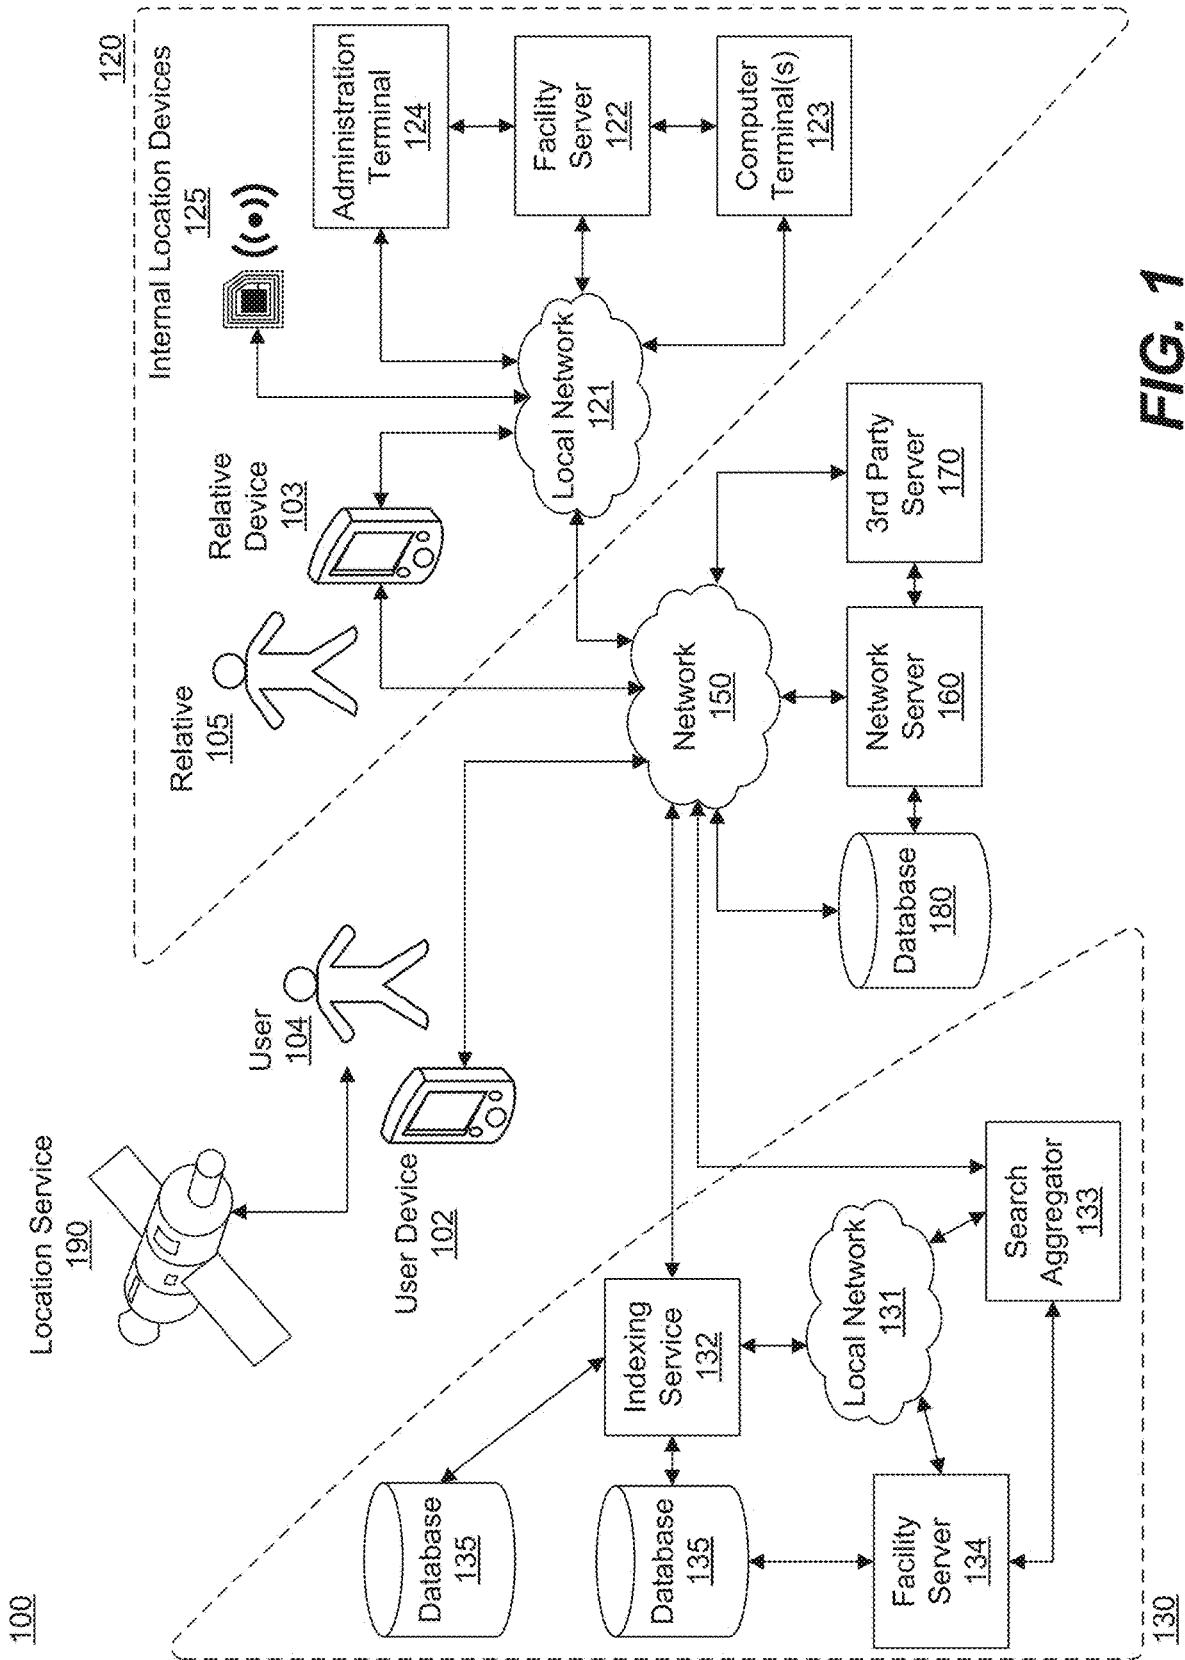 100
Location Service
190
120
Internal Location Devices
125
User
104
Relative
105
Relative
Device
103
Administration
Terminal
124
User Device
102
Database
135
Facility
Server
122
Local Network
121
Indexing
Service
132
Database
135
Network
150
Computer
Terminal(s)
123
Local Network
131
Facility
Server
134
Database
180
Network
Server
160
3rd Party
Server
170
Search
Aggregator
133
130
FIG. 1